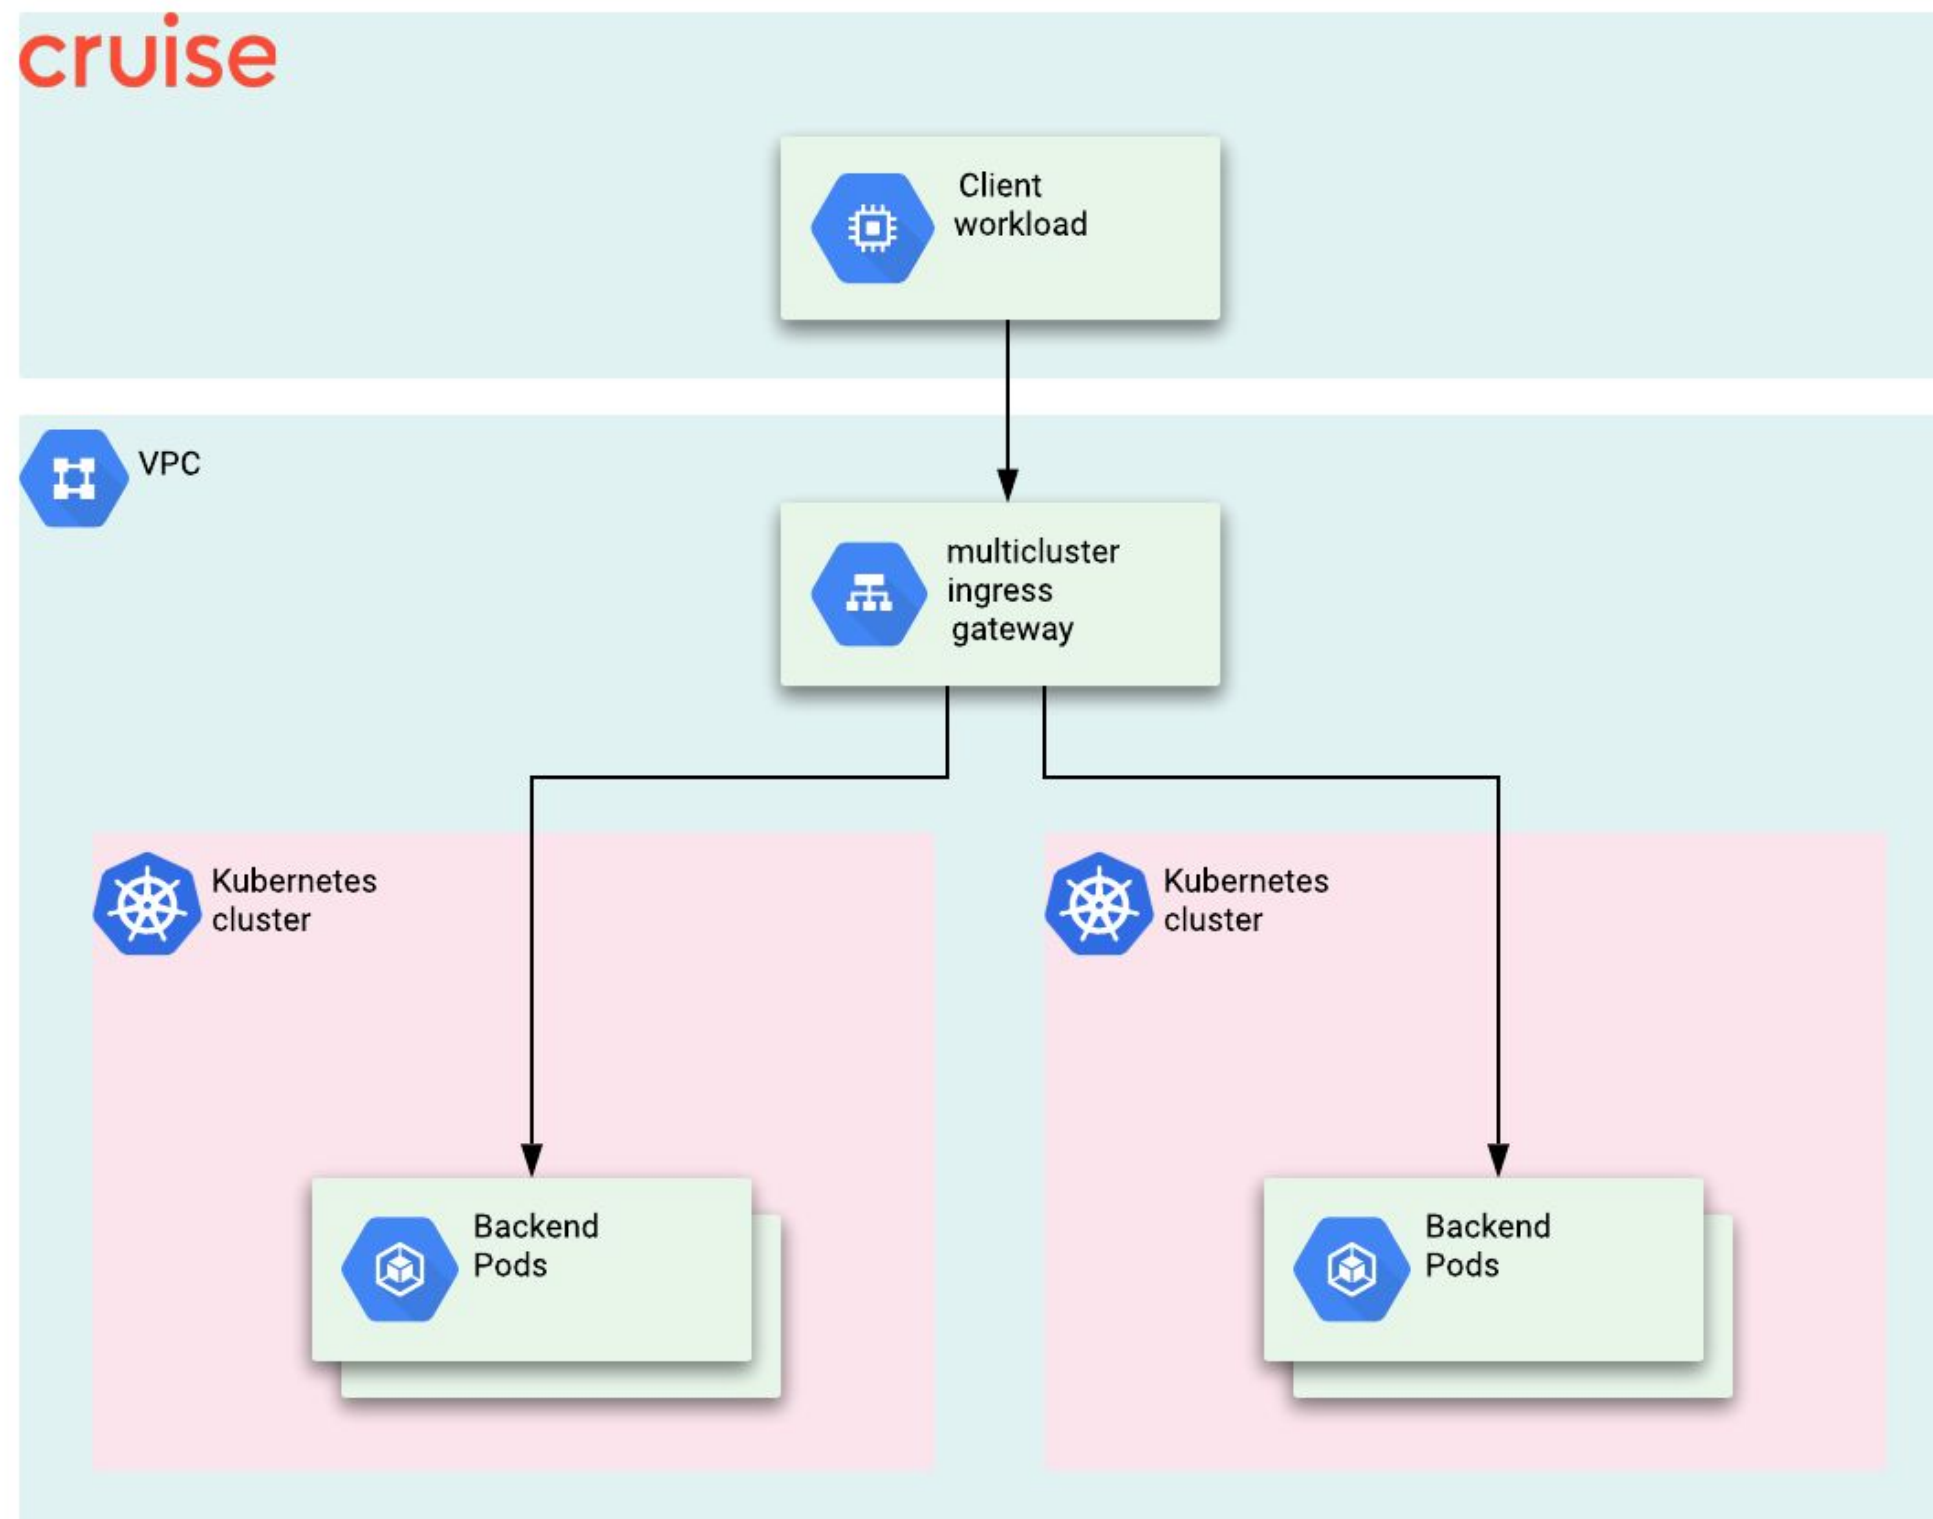 cruise
Client
workload
VPC
multicluster
ingress
gateway
Kubernetes
cluster
Kubernetes
cluster
Backend
Pods
Backend
Pods